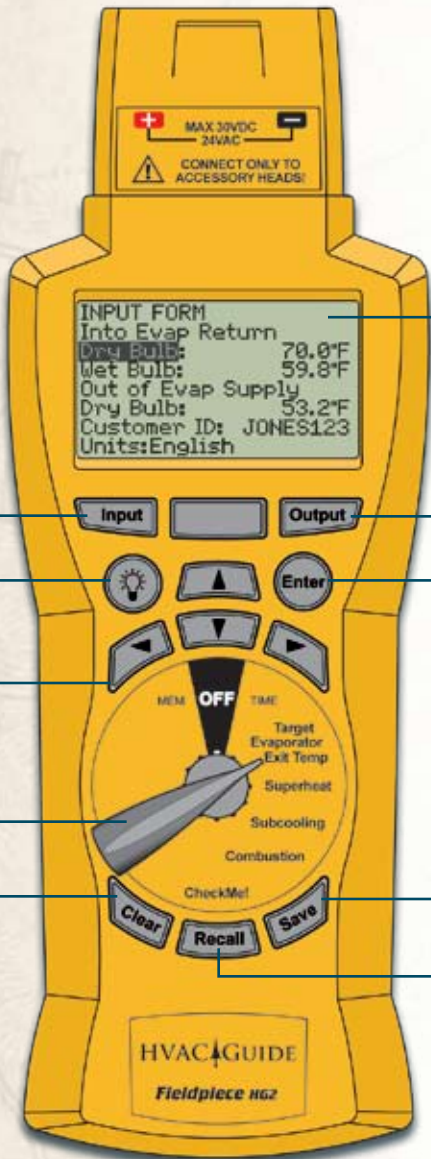 + MAX 30VDC -
24VAC
CONNECT ONLY TO
ACCESSORY HEADS!
INPUT FORM
Into Evap Return
Dry Bulb: 70.0°F
Wet Bulb: 59.8°F
Out of Evap Supply
Dry Bulb: 53.2°F
Customer ID: JONES123
Units:English
Input
Output
Enter
MEM OFF TIME
Target
Evaporator
Exit Temp
Superheat
Subcooling
Combustion
CheckMe!
Clear
Recall
Save
HVAC GUIDE
Fieldpiece HG2